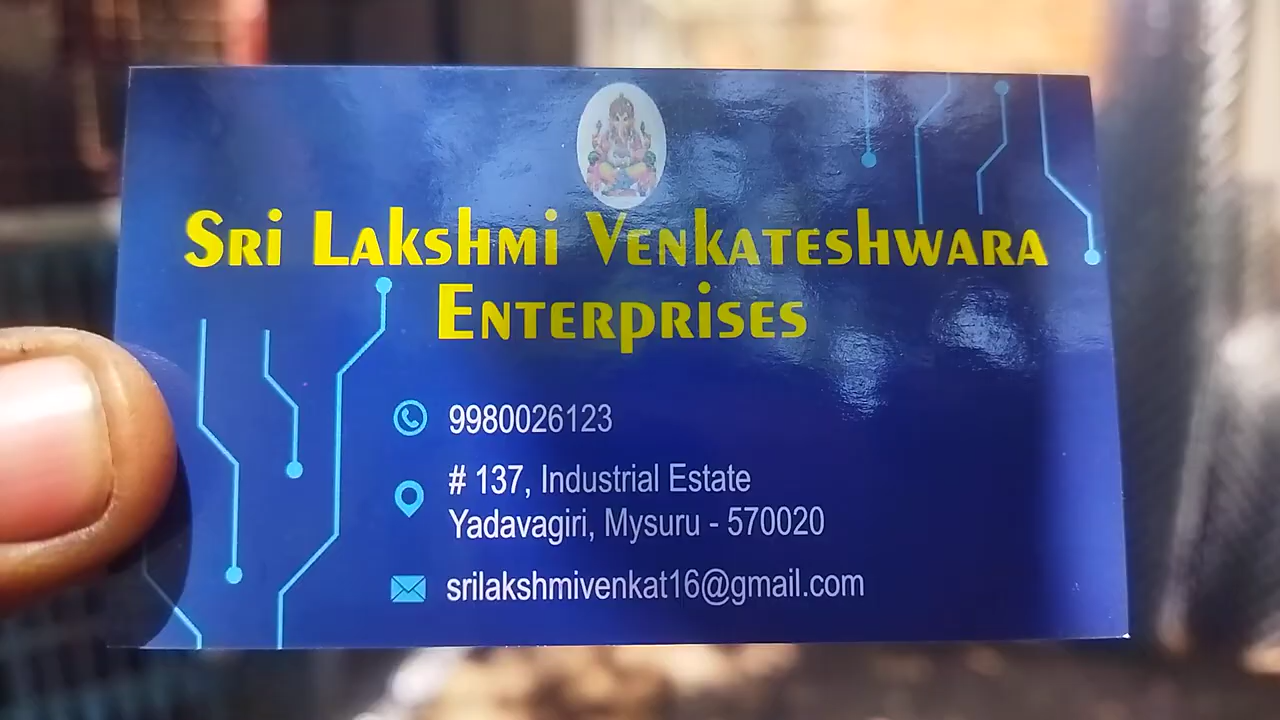 Sri Lakshmi Venkateshwara
Enterprises
9980026123
# 137, Industrial Estate
Yadavagiri, Mysuru - 570020
srilakshmivenkat16@gmail.com